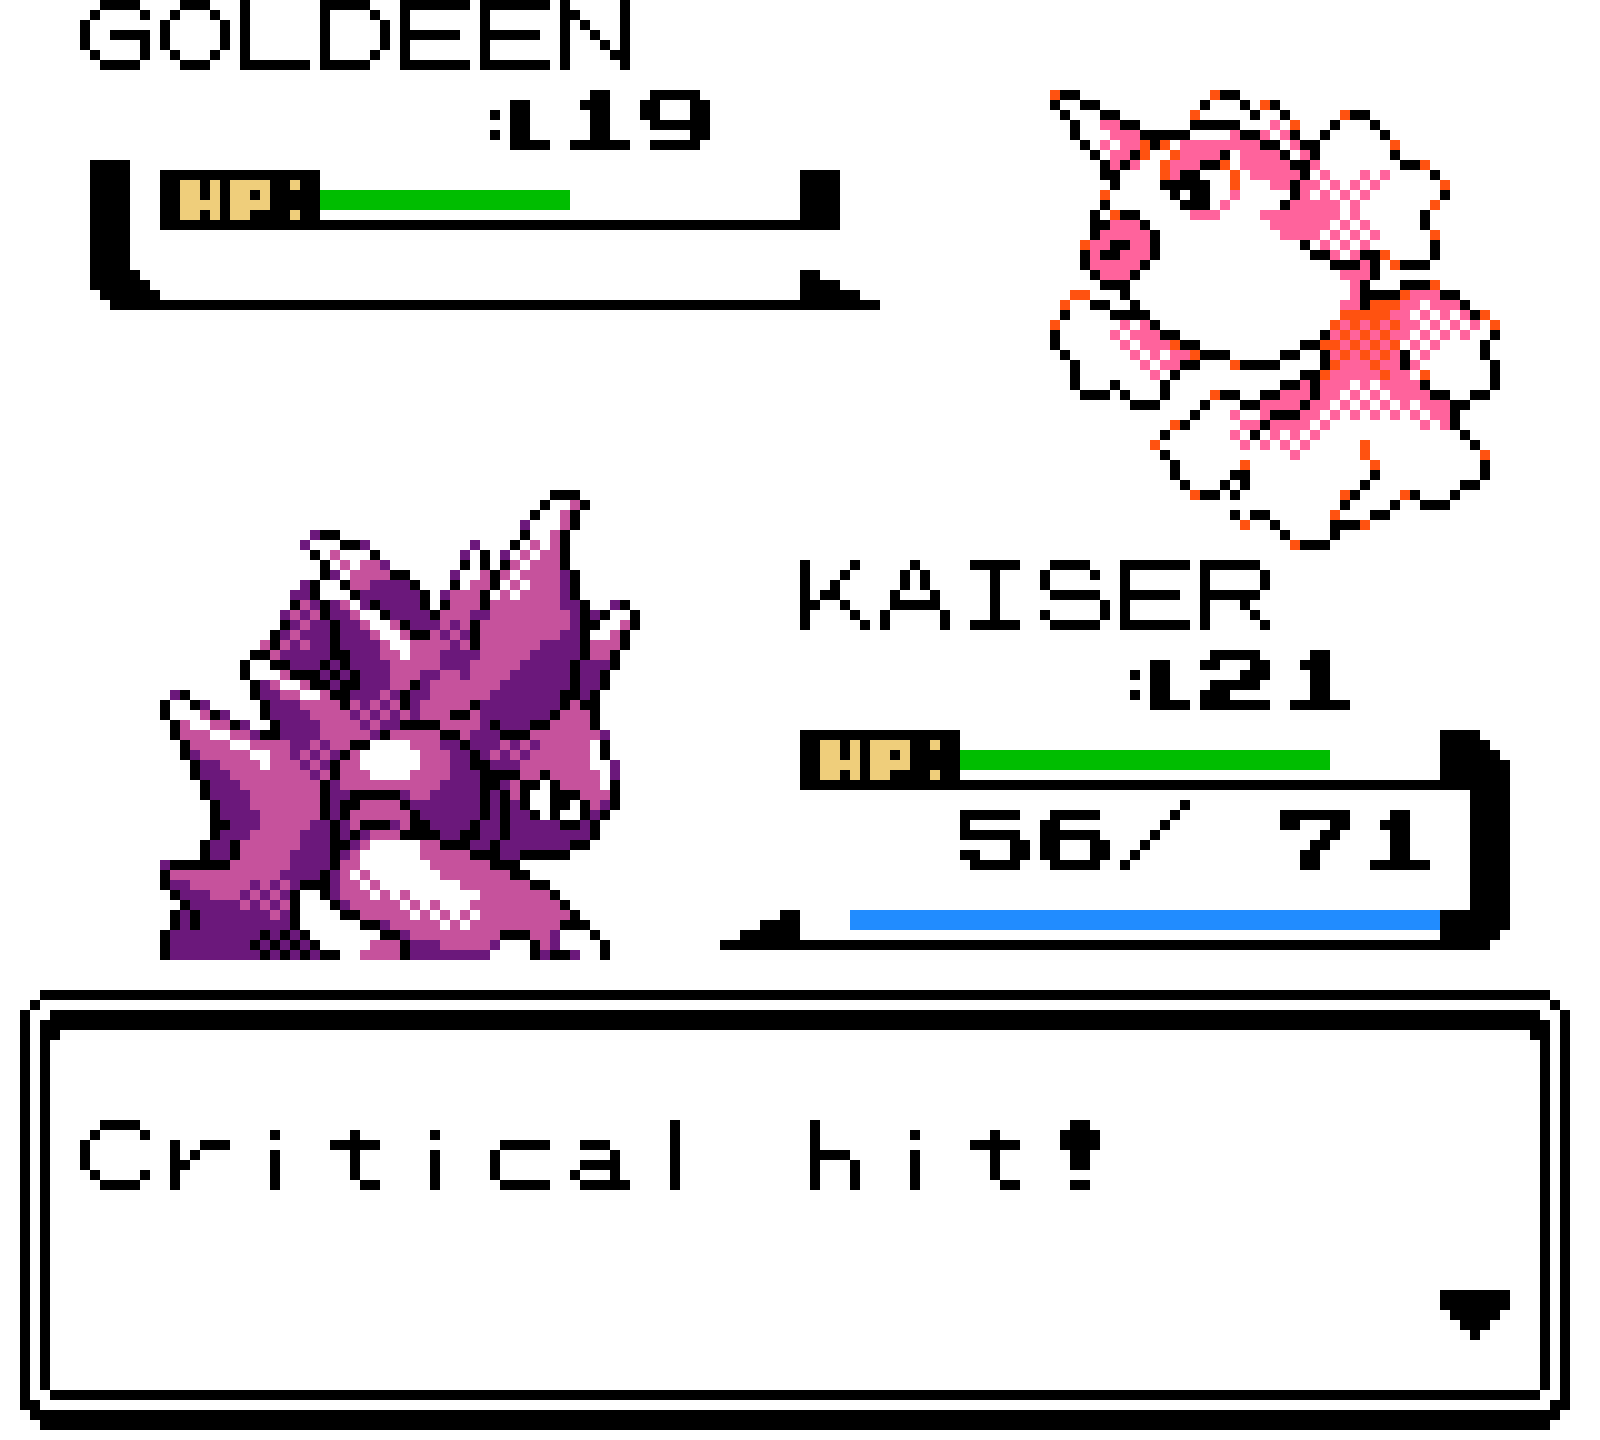 GOLDEEN
:L19
HP:
KAISER
:L21
HP:
56/ 71
Critical hit!